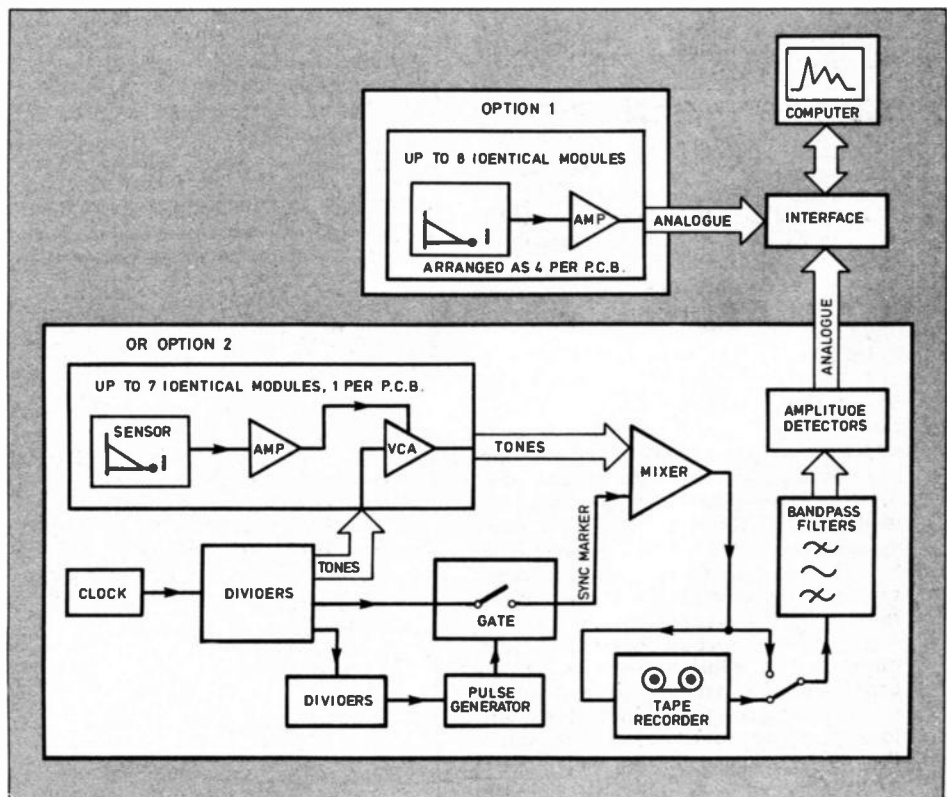 OPTION 1
UP TO 8 IDENTICAL MODULES
AMP
ARRANGED AS 4 PER P.C.B.
ANALOGUE
COMPUTER
INTERFACE
ANALOGUE
OR OPTION 2
UP TO 7 IDENTICAL MODULES, 1 PER P.C.B.
SENSOR
AMP
VCA
TONES
MIXER
AMPLITUDE
DETECTORS
BANDPASS
FILTERS
CLOCK
DIVIDERS
TONES
GATE
SYNC MARKER
DIVIDERS
PULSE
GENERATOR
TAPE
RECORDER